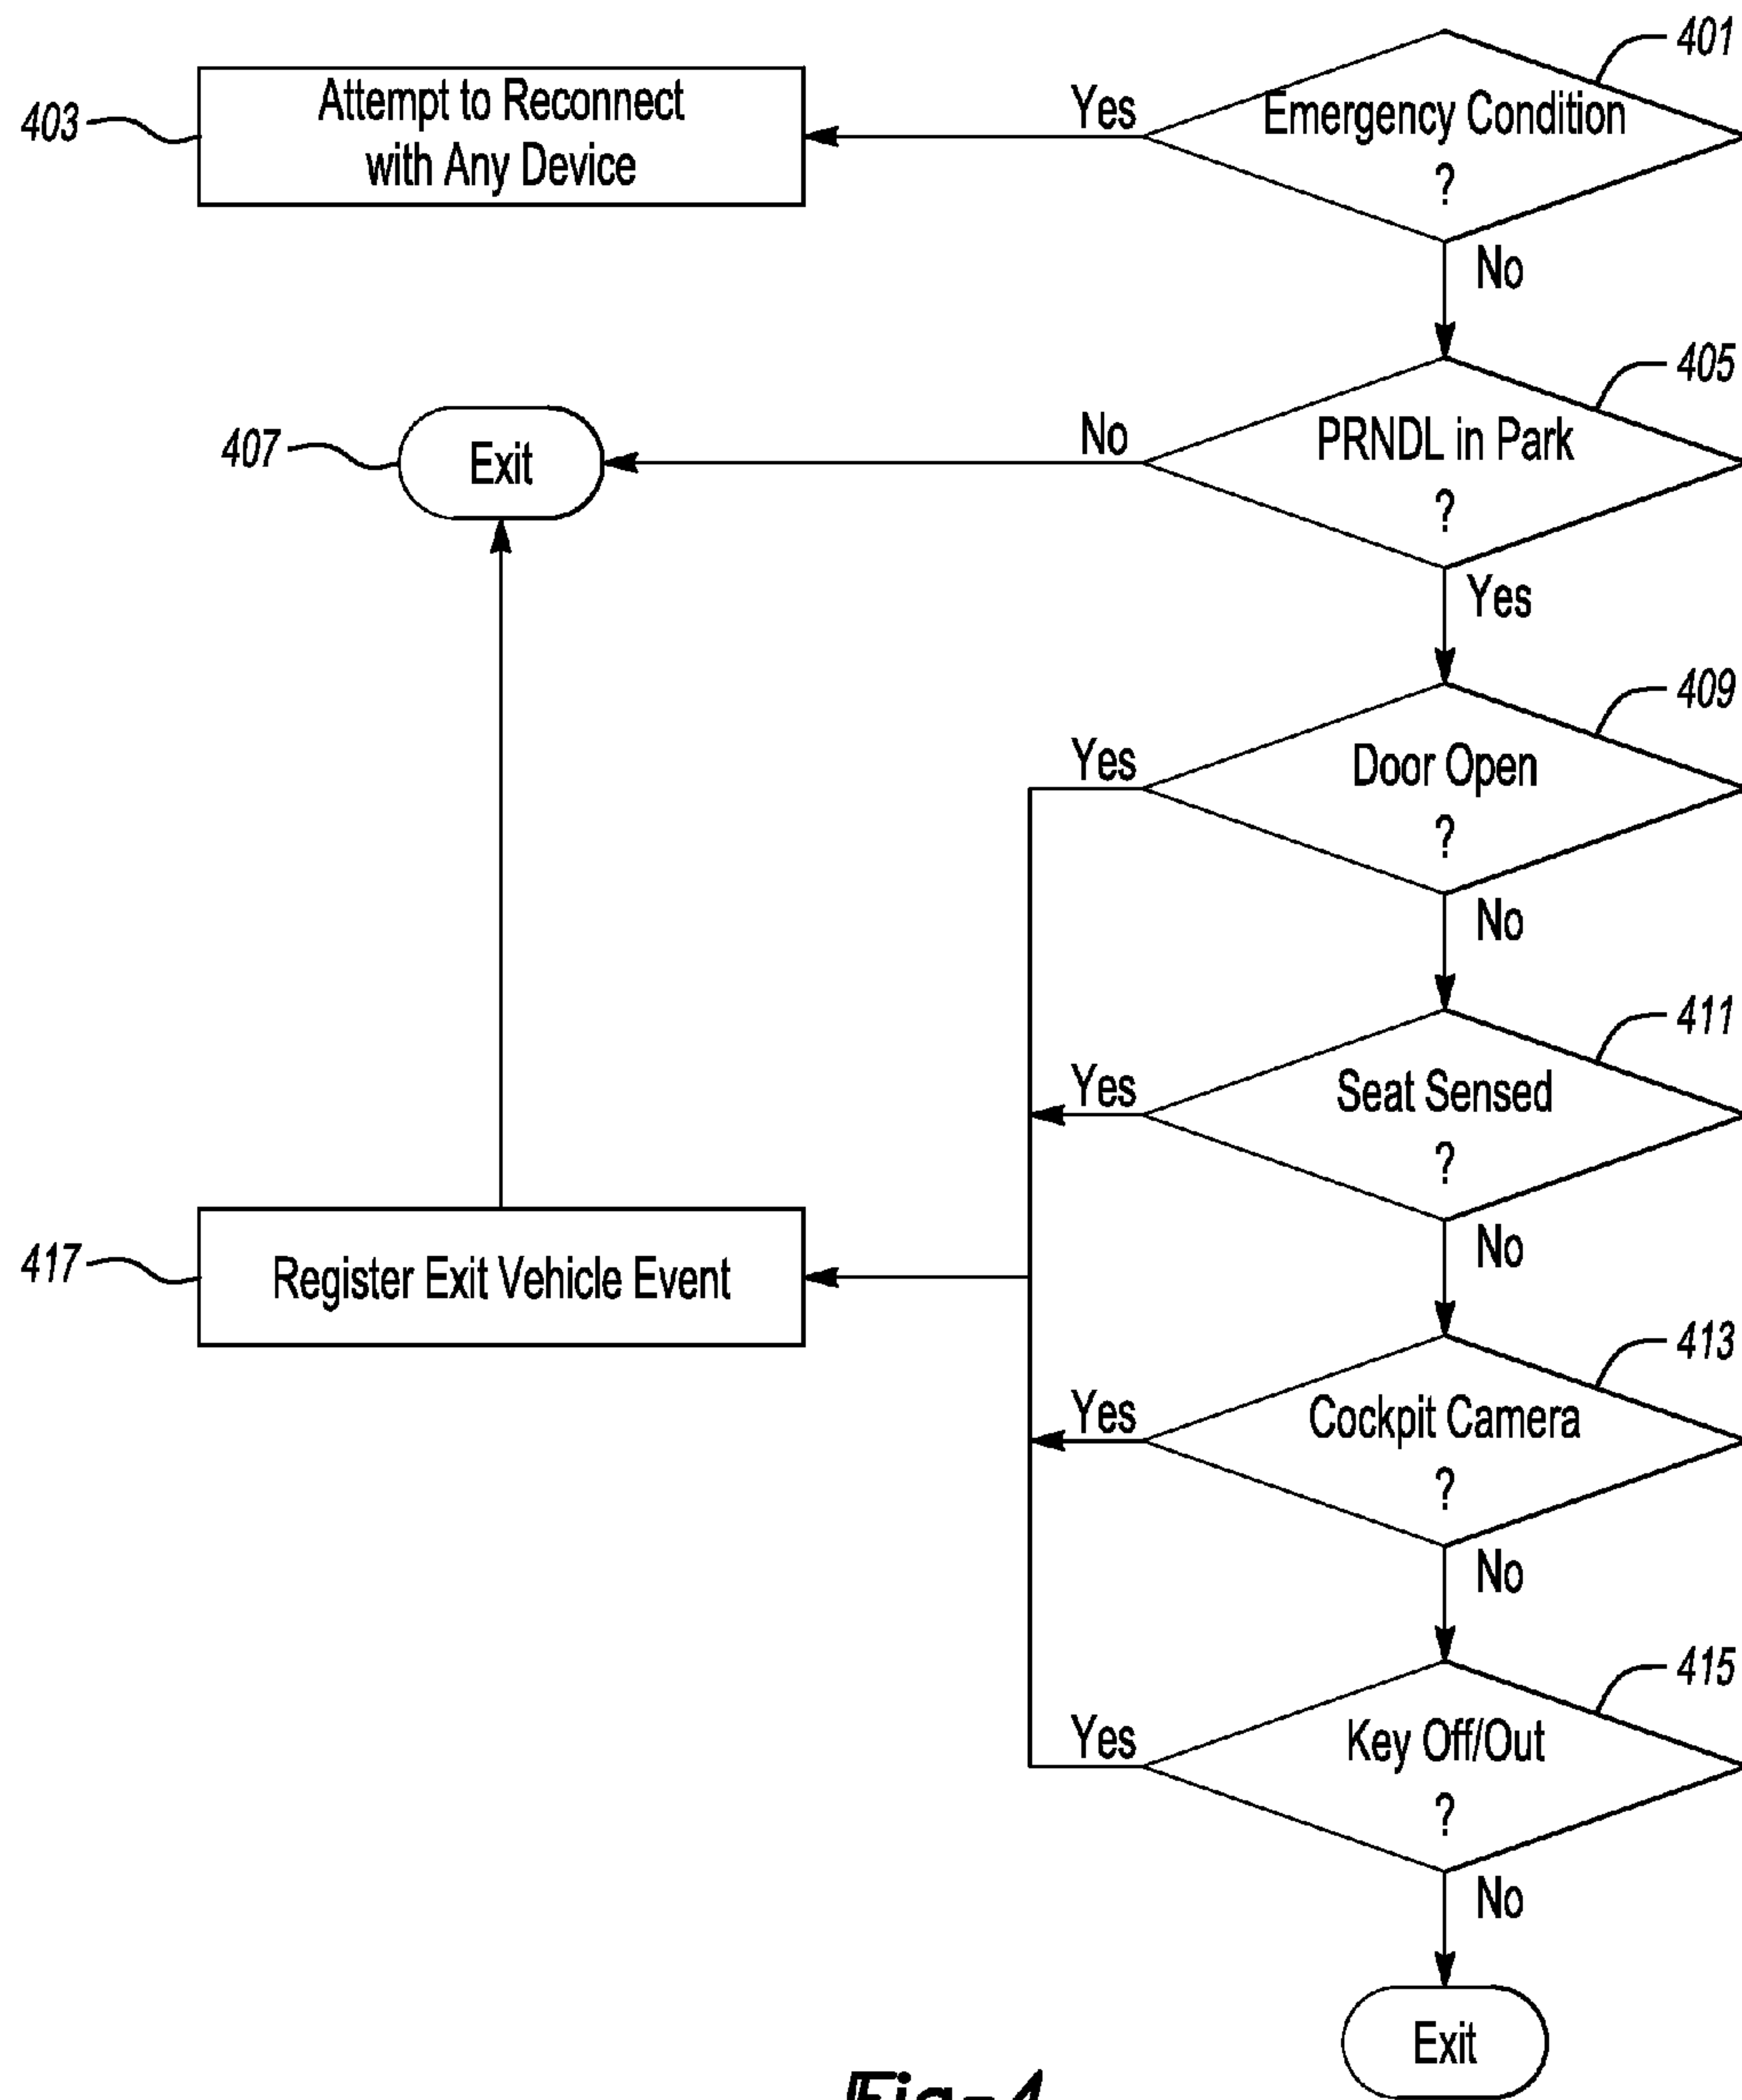 401
Emergency Condition
?
Yes
Attempt to Reconnect
with Any Device
403
No
405
PRNDL in Park
?
No
Exit
407
Yes
409
Door Open
?
Yes
No
411
Seat Sensed
?
Yes
No
417
Register Exit Vehicle Event
413
Cockpit Camera
?
Yes
No
415
Key Off/Out
?
Yes
No
Exit
Fig-4